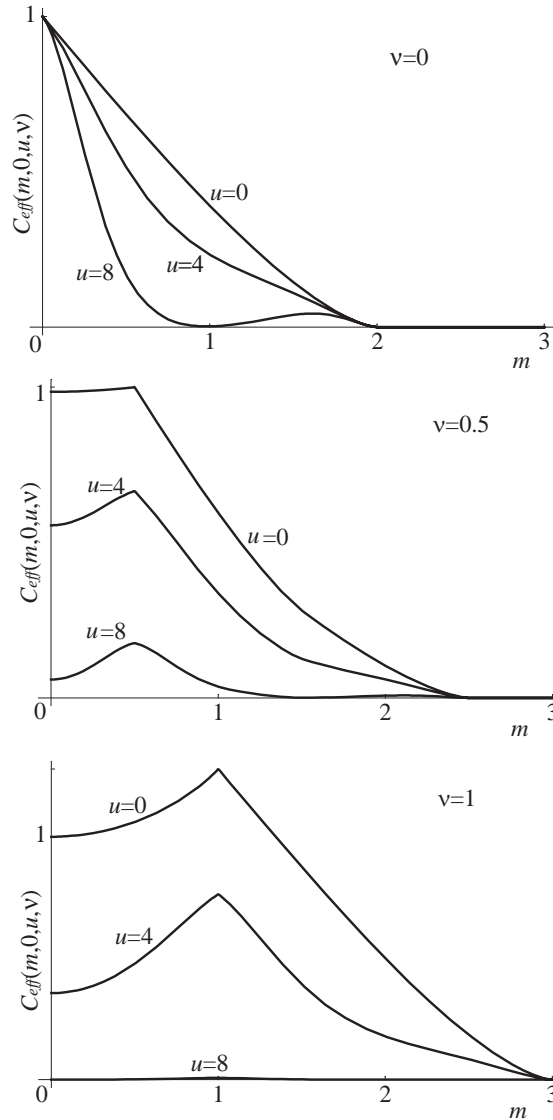 1
ν=0
C_eff(m,0,u,ν)
u=0
u=4
u=8
0
1
2
3
m
1
ν=0.5
C_eff(m,0,u,ν)
u=4
u=0
u=8
0
1
2
3
m
u=0
ν=1
1
C_eff(m,0,u,ν)
u=4
u=8
0
1
2
3
m